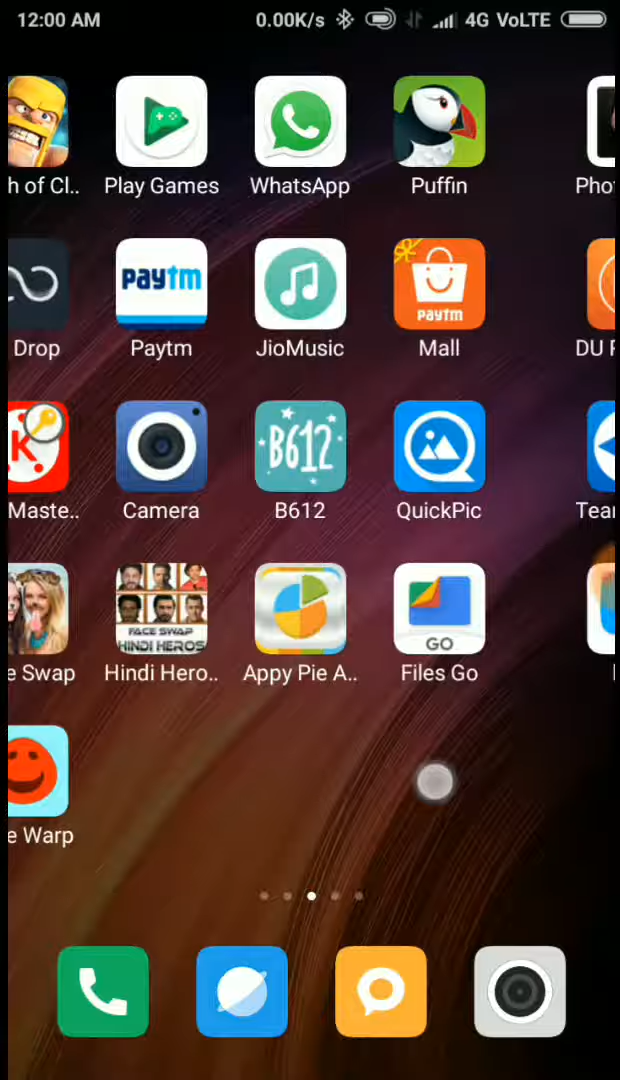 12:00 AM 0.00K/s 4G VoLTE
h of Cl.. Play Games WhatsApp Puffin Pho
paytm paytm
Drop Paytm JioMusic Mall DU
K B612
Maste.. Camera B612 QuickPic Tea
FACE SWAP
HINDI HEROS GO
e Swap Hindi Hero.. Appy Pie A.. Files Go
e Warp